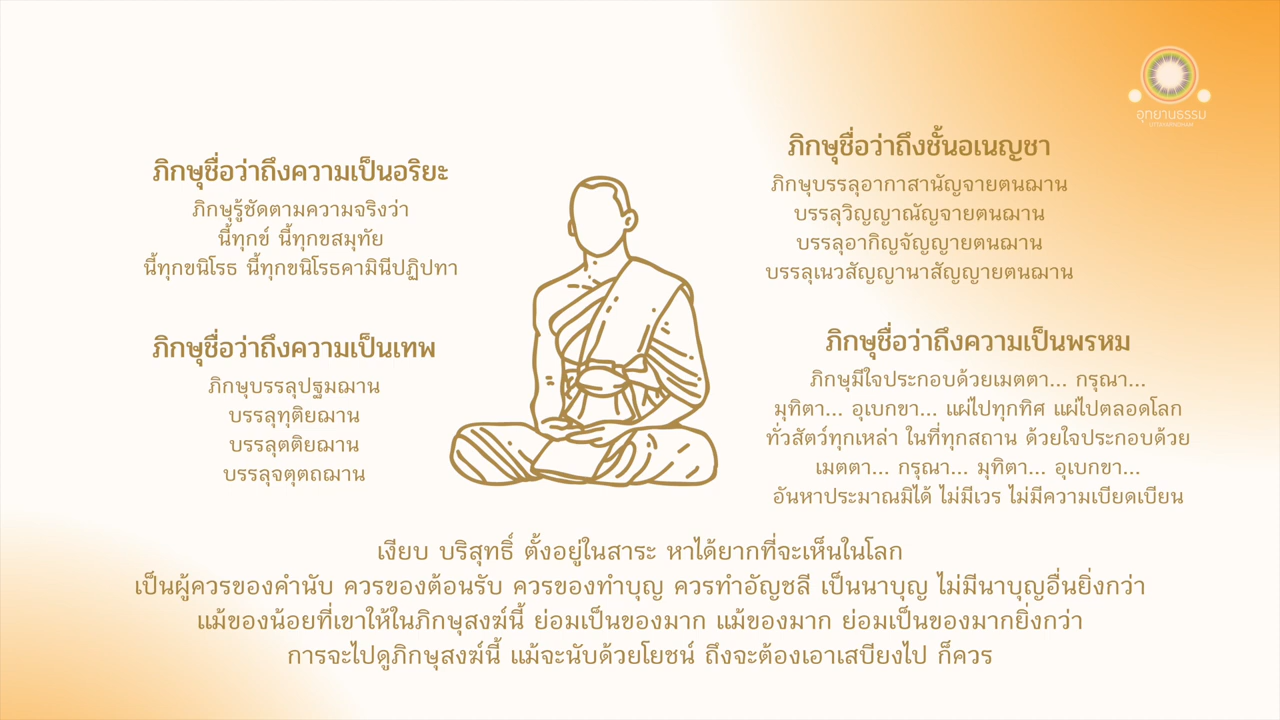 อุทยานธรรม
UTTAYARNDHAM
ภิกษุชื่อว่าถึงความเป็นอริยะ
ภิกษุรู้ชัดตามความจริงว่า
นี้ทุกข์ นี้ทุกขสมุทัย
นี้ทุกขนิโรธ นี้ทุกขนิโรธคามินีปฏิปทา
ภิกษุชื่อว่าถึงชั้นอเนญชา
ภิกษุบรรลุอากาสานัญจายตนฌาน
บรรลุวิญญาณัญจายตนฌาน
บรรลุอากิญจัญญายตนฌาน
บรรลุเนวสัญญานาสัญญายตนฌาน
ภิกษุชื่อว่าถึงความเป็นเทพ
ภิกษุบรรลุปฐมฌาน
บรรลุทุติยฌาน
บรรลุตติยฌาน
บรรลุจตุตถฌาน
ภิกษุชื่อว่าถึงความเป็นพรหม
ภิกษุมีใจประกอบด้วยเมตตา... กรุณา...
มุทิตา... อุเบกขา... แผ่ไปทุกทิศ แผ่ไปตลอดโลก
ทั่วสัตว์ทุกเหล่า ในที่ทุกสถาน ด้วยใจประกอบด้วย
เมตตา... กรุณา... มุทิตา... อุเบกขา...
อันหาประมาณมิได้ ไม่มีเวร ไม่มีความเบียดเบียน
เงียบ บริสุทธิ์ ตั้งอยู่ในสาระ หาได้ยากที่จะเห็นในโลก
เป็นผู้ควรของคำนับ ควรของต้อนรับ ควรของทำบุญ ควรทำอัญชลี เป็นนาบุญ ไม่มีนาบุญอื่นยิ่งกว่า
แม้ของน้อยที่เขาให้ในภิกษุสงฆ์นี้ ย่อมเป็นของมาก แม้ของมาก ย่อมเป็นของมากยิ่งกว่า
การจะไปดูภิกษุสงฆ์นี้ แม้จะนับด้วยโยชน์ ถึงจะต้องเอาเสบียงไป ก็ควร